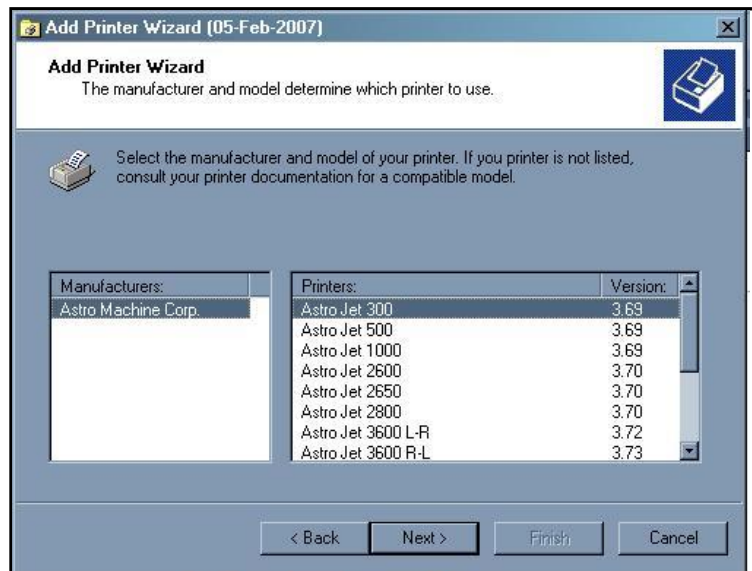 Add Printer Wizard (05-Feb-2007)
Add Printer Wizard
The manufacturer and model determine which printer to use.
Select the manufacturer and model of your printer. If you printer is not listed,
consult your printer documentation for a compatible model.
Manufacturers:
Astro Machine Corp.
Printers: Version:
Astro Jet 300 3.69
Astro Jet 500 3.69
Astro Jet 1000 3.69
Astro Jet 2600 3.70
Astro Jet 2650 3.70
Astro Jet 2800 3.70
Astro Jet 3600 L-R 3.72
Astro Jet 3600 R-L 3.73
< Back Next > Finish Cancel